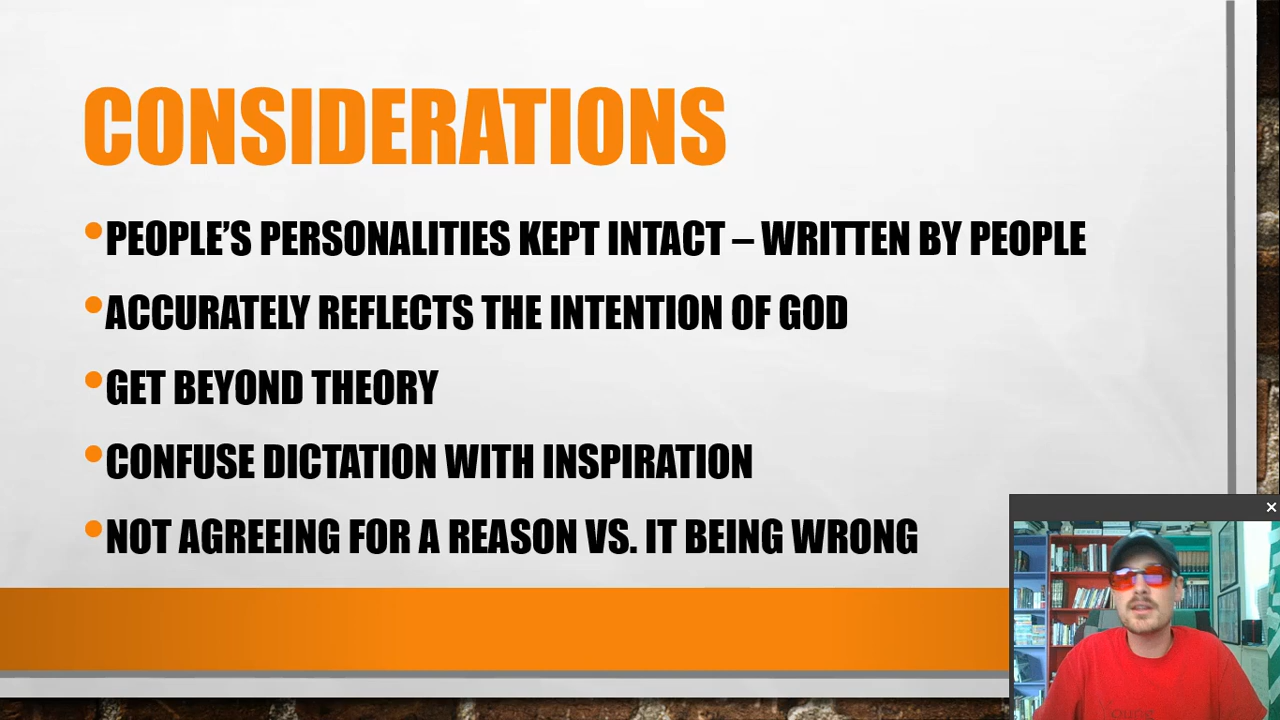 CONSIDERATIONS
•PEOPLE’S PERSONALITIES KEPT INTACT – WRITTEN BY PEOPLE
•ACCURATELY REFLECTS THE INTENTION OF GOD
•GET BEYOND THEORY
•CONFUSE DICTATION WITH INSPIRATION
•NOT AGREEING FOR A REASON VS. IT BEING WRONG